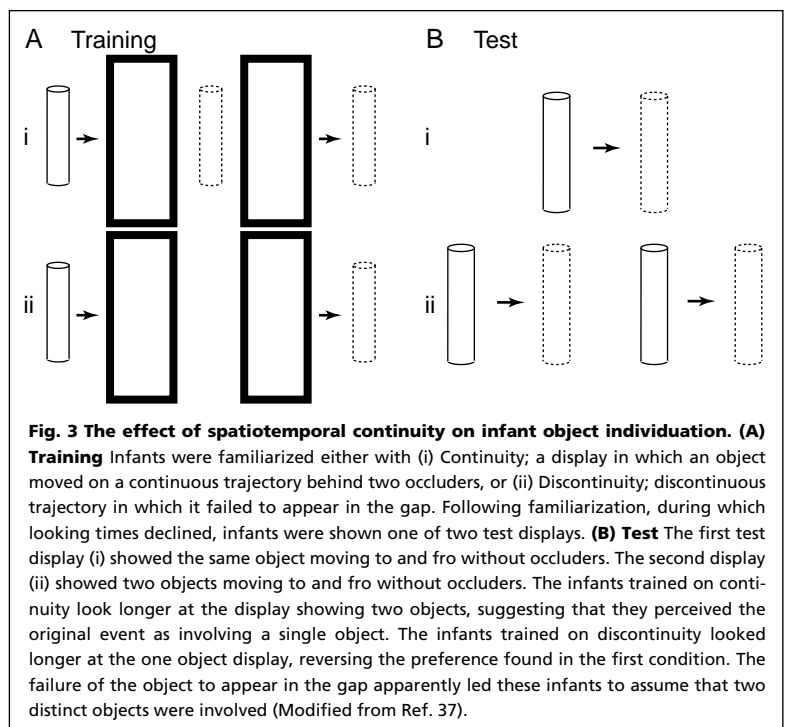 A Training
B Test
i
i
ii
ii
Fig. 3 The effect of spatiotemporal continuity on infant object individuation. (A)
Training Infants were familiarized either with (i) Continuity; a display in which an object
moved on a continuous trajectory behind two occluders, or (ii) Discontinuity; discontinuous
trajectory in which it failed to appear in the gap. Following familiarization, during which
looking times declined, infants were shown one of two test displays. (B) Test The first test
display (i) showed the same object moving to and fro without occluders. The second display
(ii) showed two objects moving to and fro without occluders. The infants trained on conti-
nuity look longer at the display showing two objects, suggesting that they perceived the
original event as involving a single object. The infants trained on discontinuity looked
longer at the one object display, reversing the preference found in the first condition. The
failure of the object to appear in the gap apparently led these infants to assume that two
distinct objects were involved (Modified from Ref. 37).